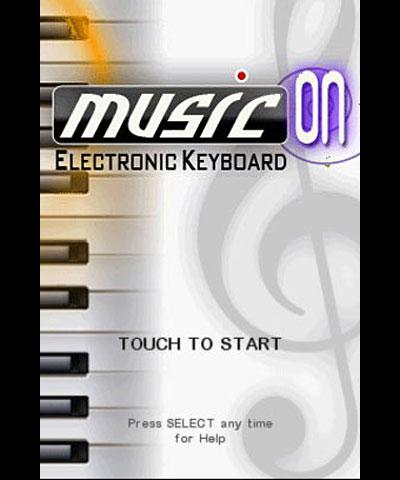 music on
ELECTRONIC KEYBOARD
TOUCH TO START
Press SELECT any time
for Help